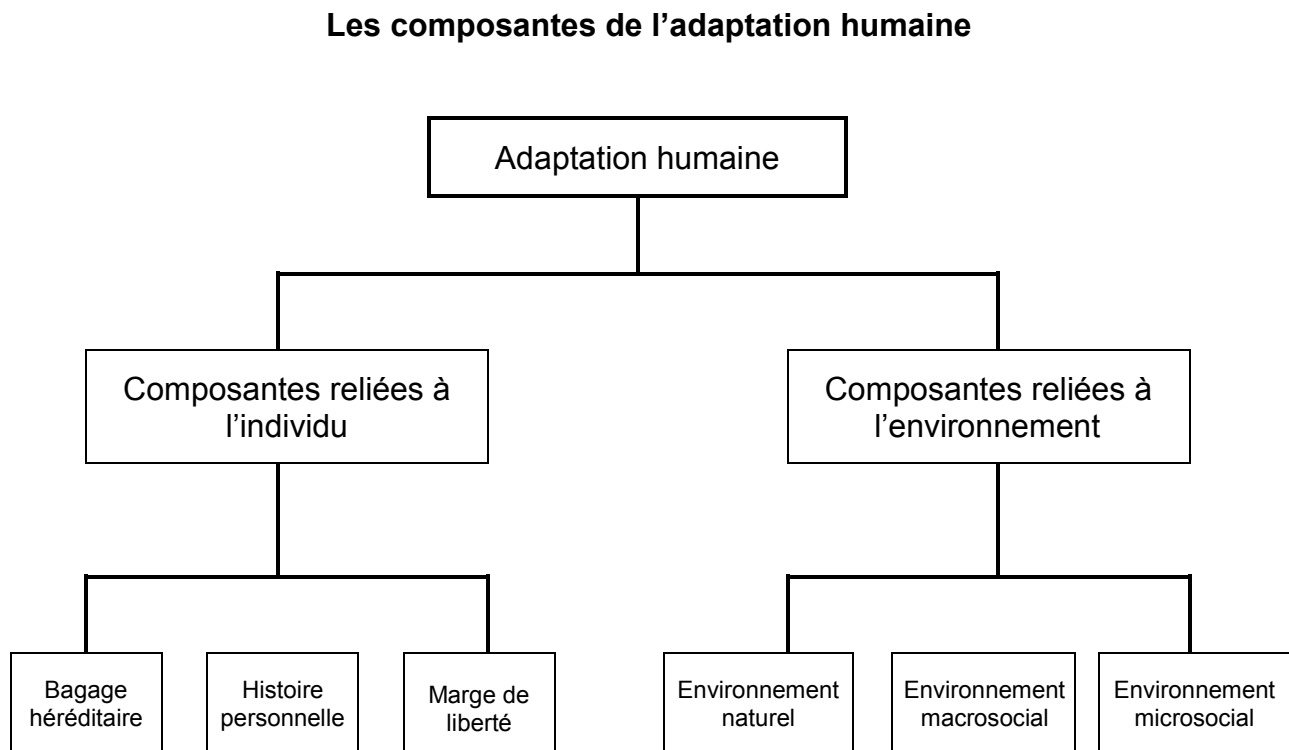 Les composantes de l’adaptation humaine
Adaptation humaine
Composantes reliées à
l’individu
Composantes reliées à
l’environnement
Bagage
héréditaire
Histoire
personnelle
Marge de
liberté
Environnement
naturel
Environnement
macrosocial
Environnement
microsocial